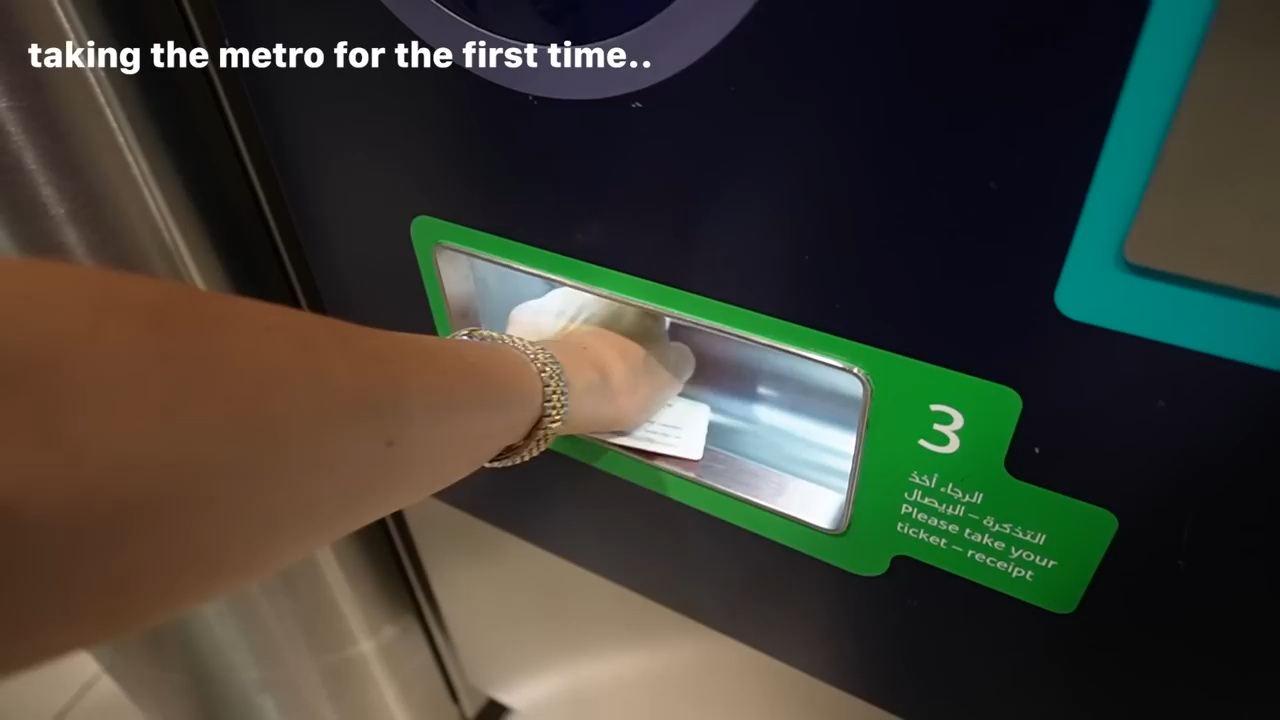 taking the metro for the first time..
3
الرجاء أخذ
التذكرة – الإيصال
Please take your
ticket – receipt